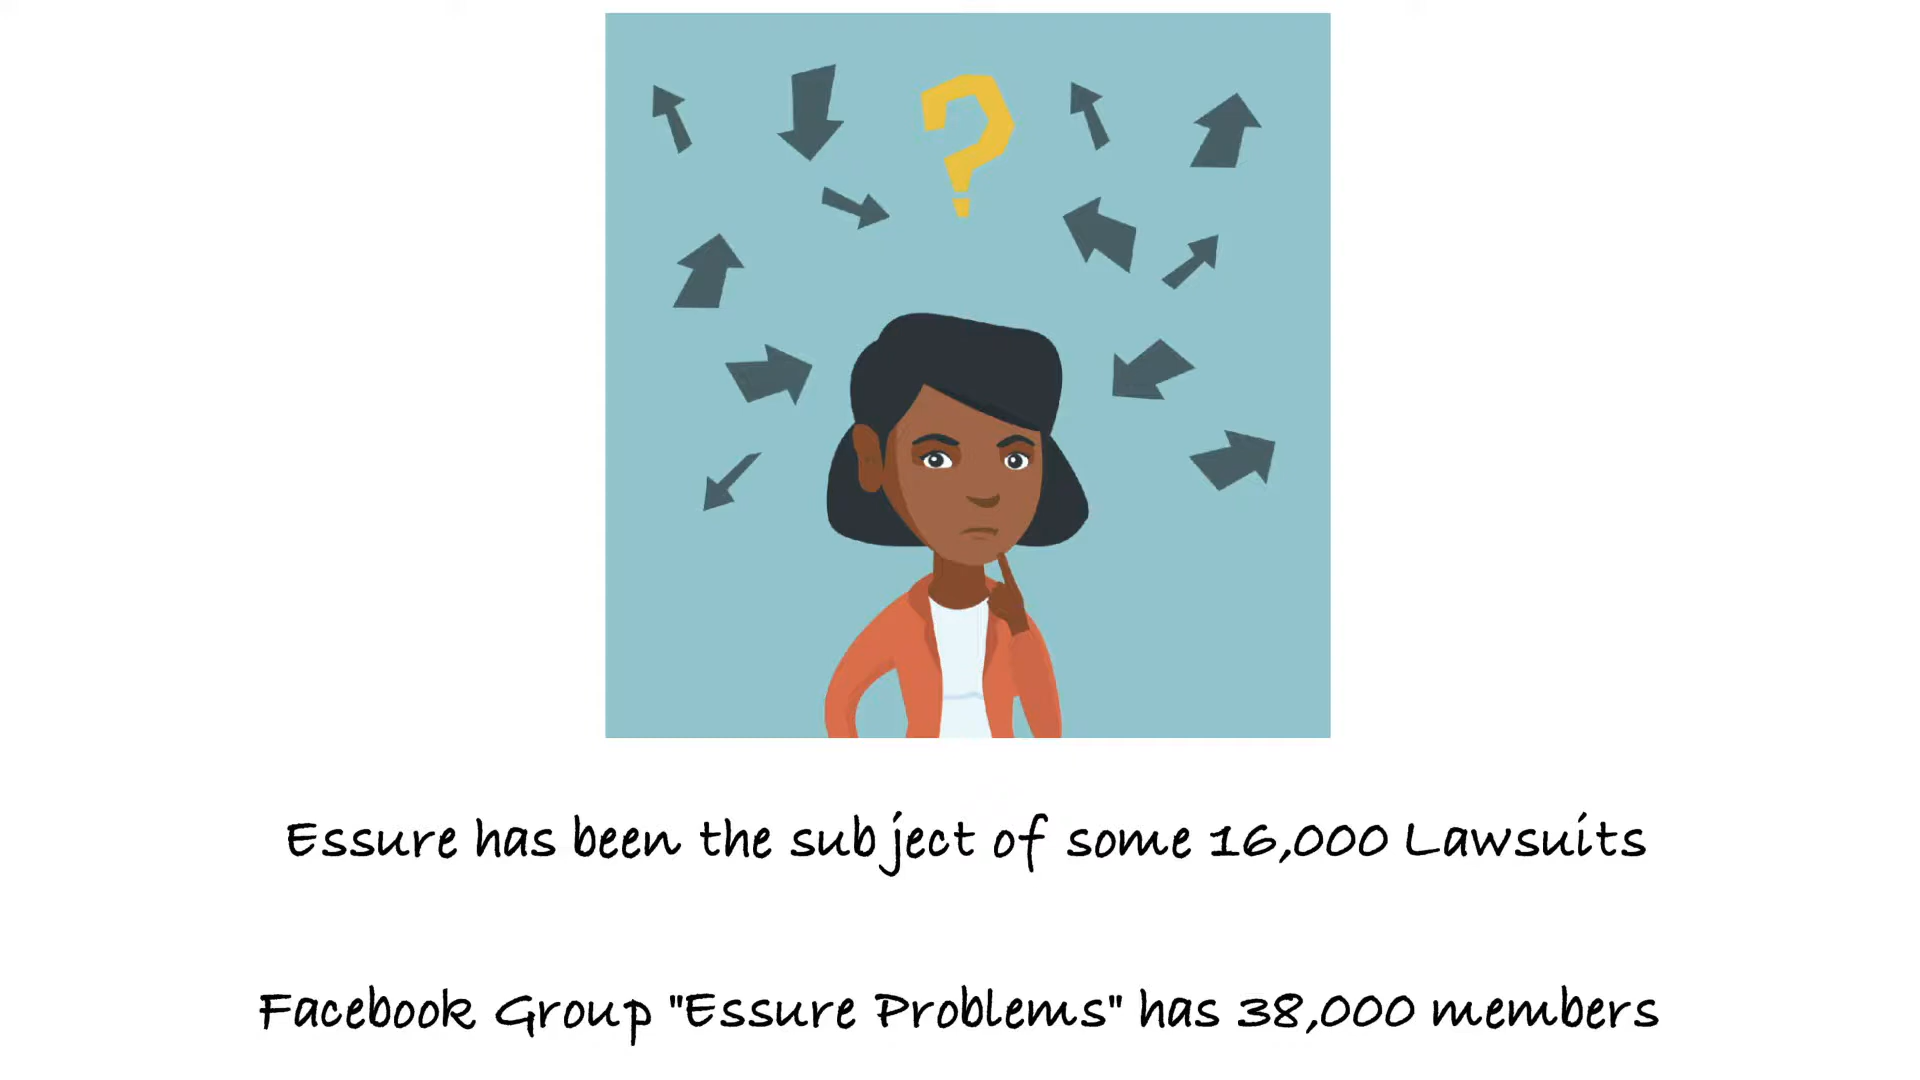 ?
Essure has been the subject of some 16,000 Lawsuits
Facebook Group "Essure Problems" has 38,000 members